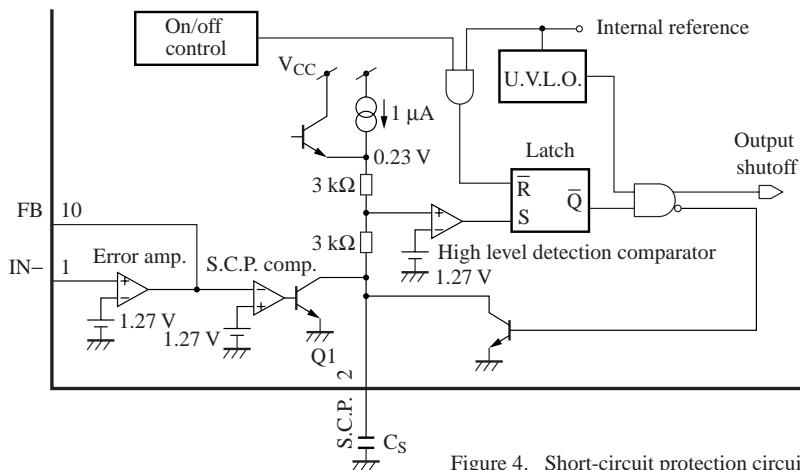 On/off
control
Internal reference
VCC
U.V.L.O.
1 µA
Output
shutoff
0.23 V
Latch
3 kΩ
R̅
Q̅
S
FB 10
3 kΩ
High level detection comparator
1.27 V
IN− 1
Error amp.
S.C.P. comp.
1.27 V
1.27 V
Q1
S.C.P. 2
CS
Figure 4. Short-circuit protection circui